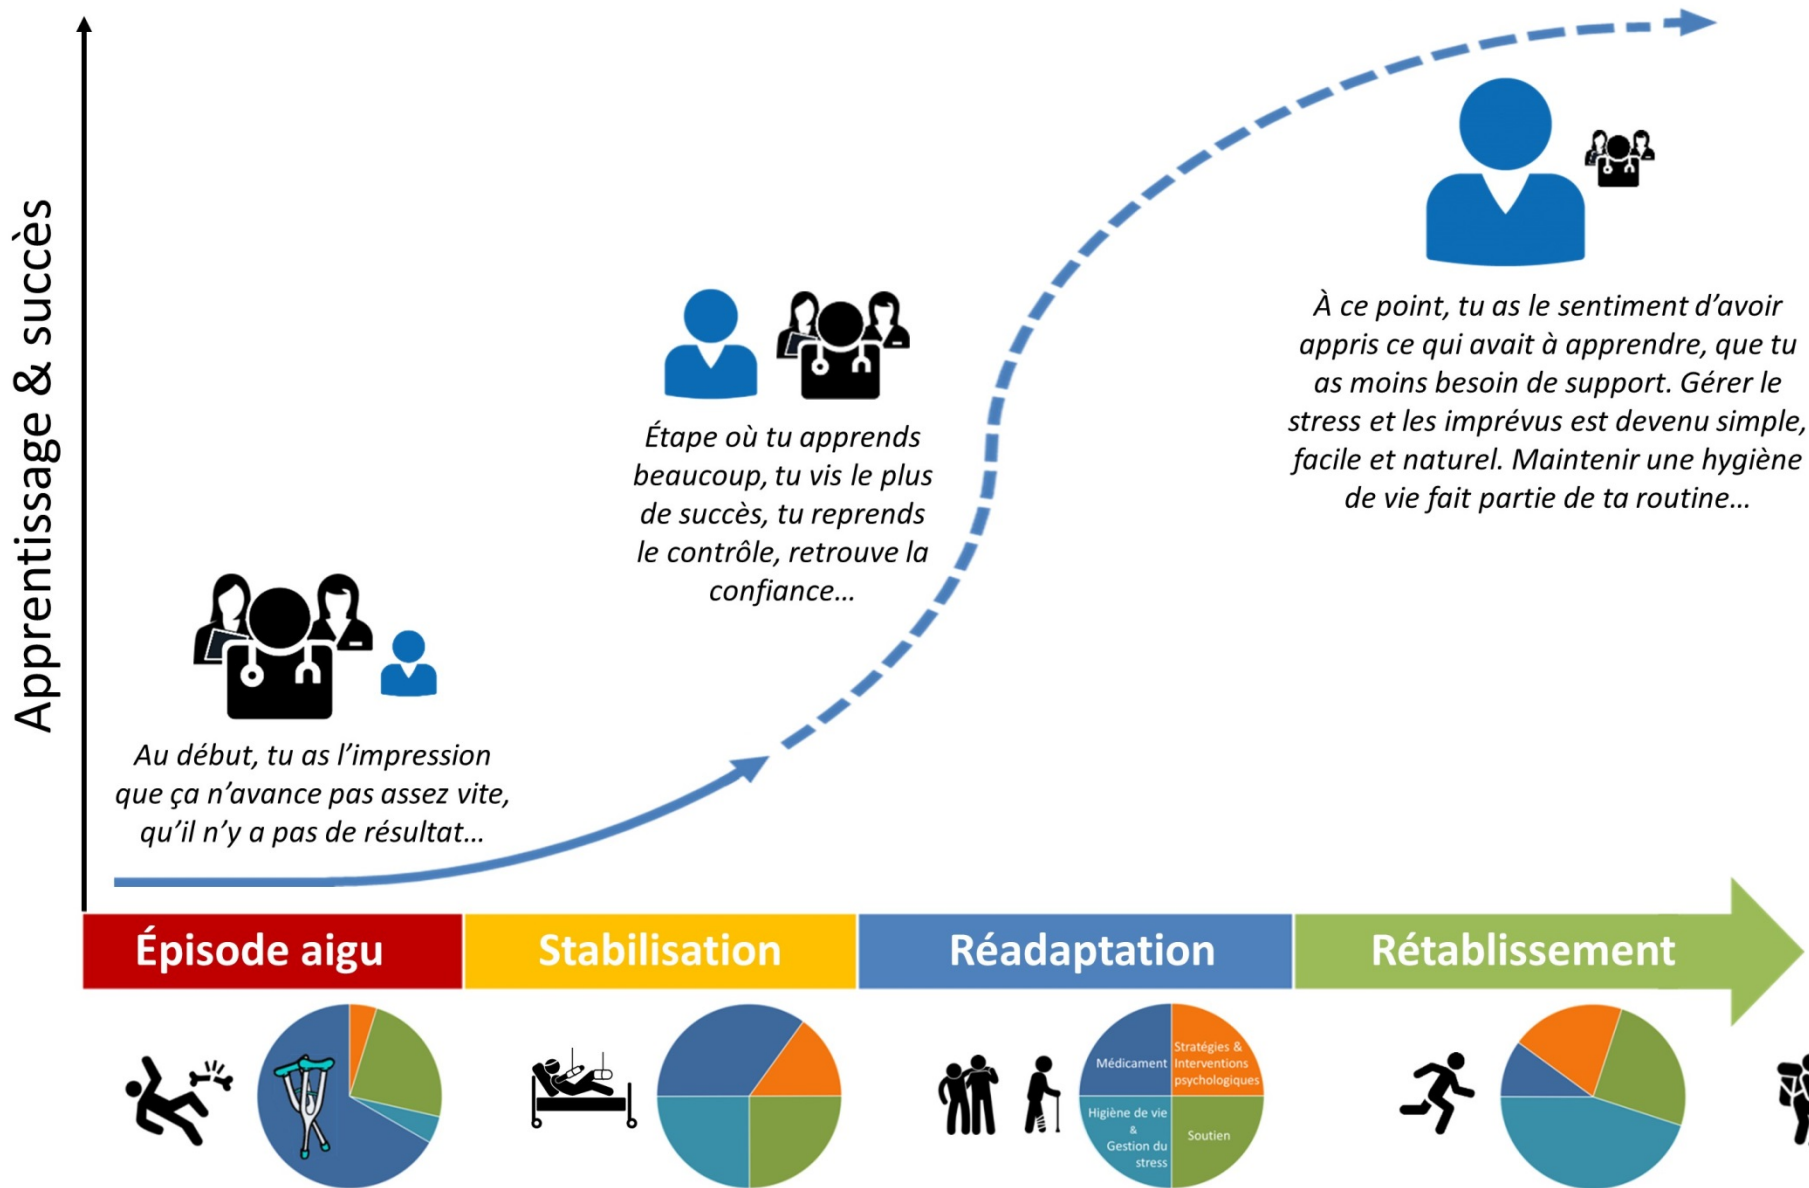 Apprentissage & succès
À ce point, tu as le sentiment d'avoir
appris ce qui avait à apprendre, que tu
as moins besoin de support. Gérer le
stress et les imprévus est devenu simple,
facile et naturel. Maintenir une hygiène
de vie fait partie de ta routine...
Étape où tu apprends
beaucoup, tu vis le plus
de succès, tu reprends
le contrôle, retrouve la
confiance...
Au début, tu as l'impression
que ça n'avance pas assez vite,
qu'il n'y a pas de résultat...
Épisode aigu
Stabilisation
Réadaptation
Rétablissement
Médicament
Stratégies &
Interventions
psychologiques
Higiène de vie
&
Gestion du
stress
Soutien